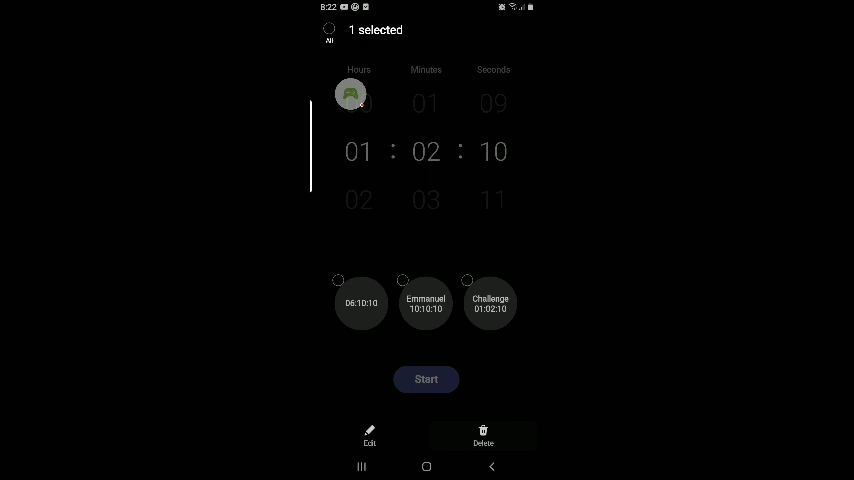 8:22
1 selected
All
Hours Minutes Seconds
00 01 09
01 : 02 : 10
02 03 11
06:10:10
Emmanuel
10:10:10
Challenge
01:02:10
Start
Edit
Delete